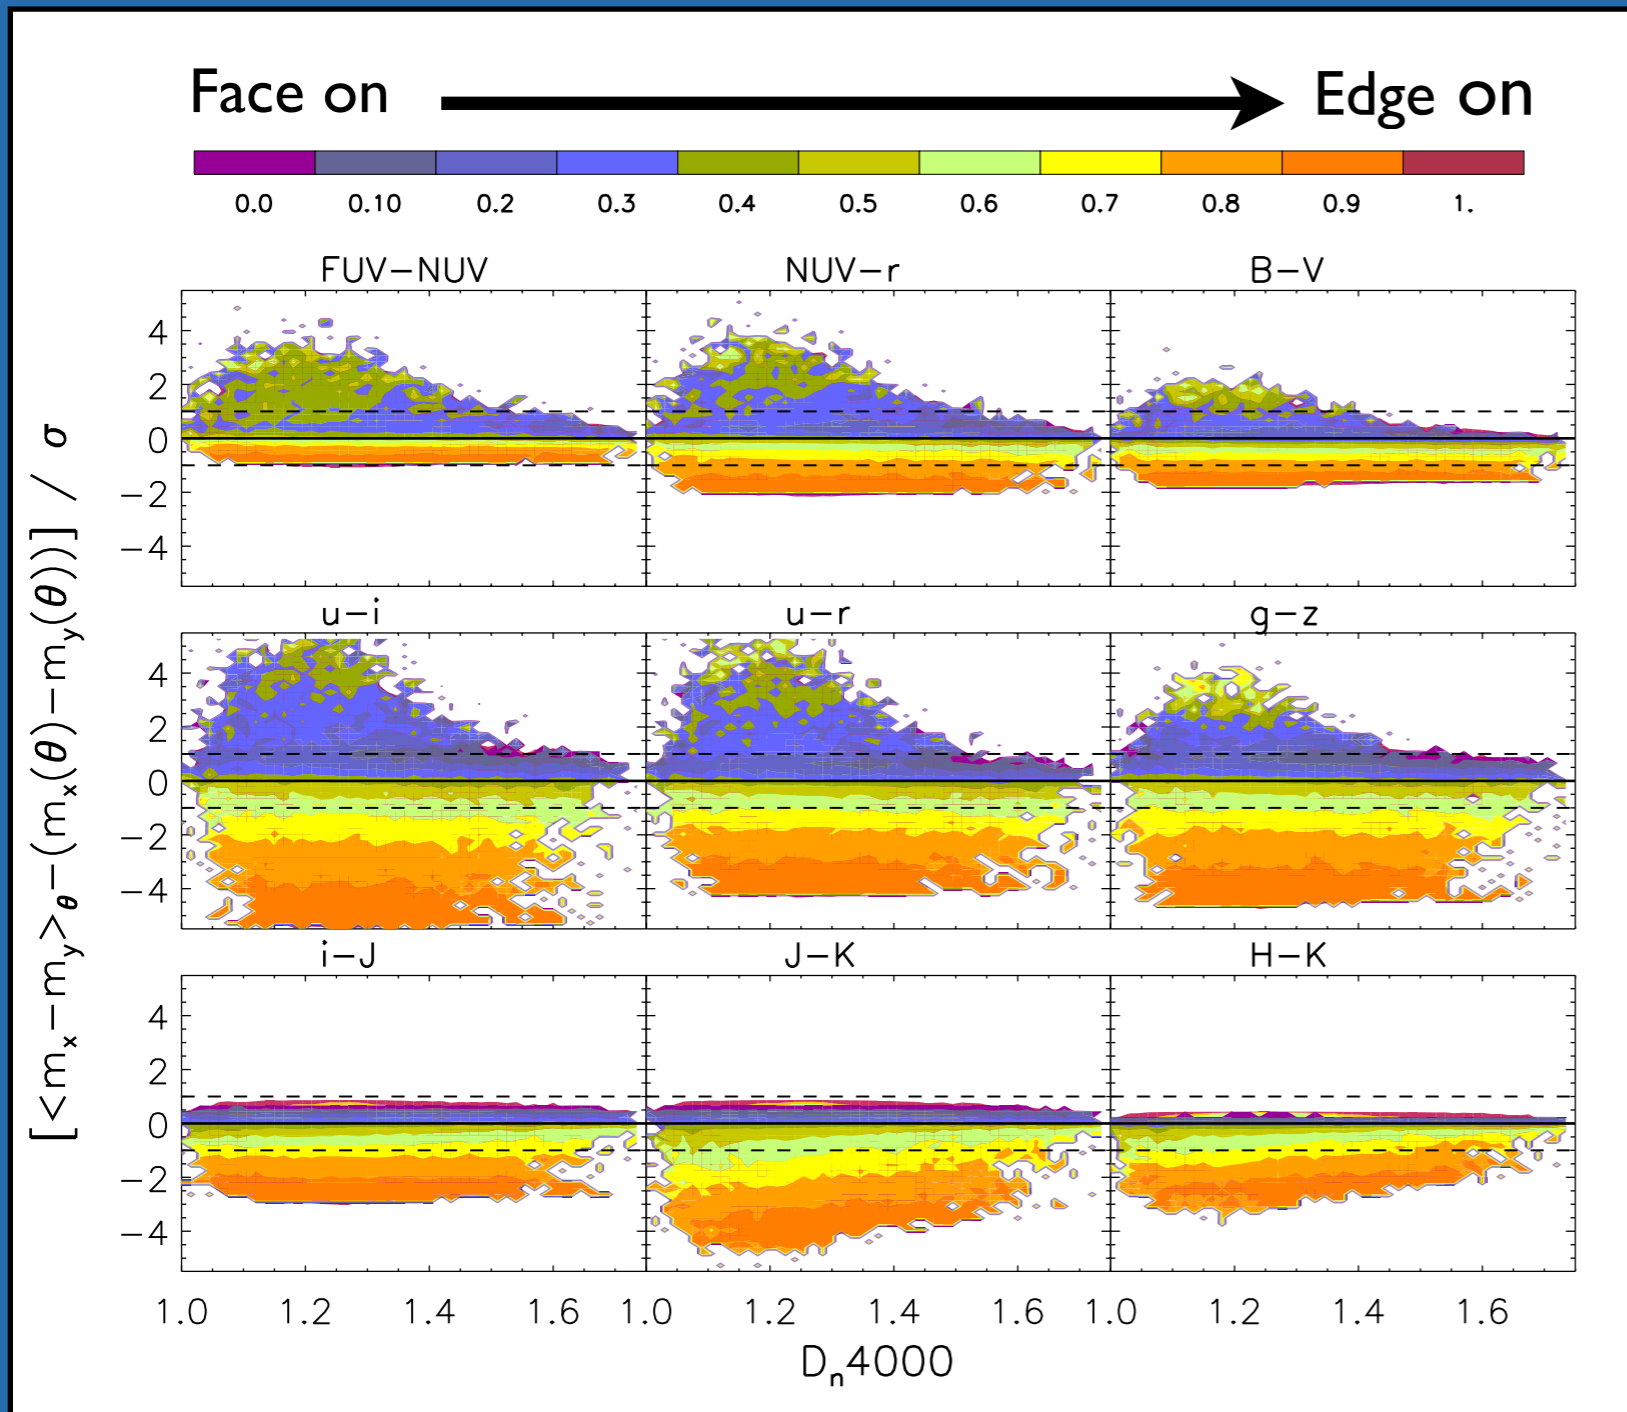 Face on Edge on
0.0 0.10 0.2 0.3 0.4 0.5 0.6 0.7 0.8 0.9 1.
FUV−NUV NUV−r B−V
4
2
0
−2
−4
u−i u−r g−z
4
2
0
−2
−4
i−J J−K H−K
4
2
0
−2
−4
1.0 1.2 1.4 1.6 1.0 1.2 1.4 1.6 1.0 1.2 1.4 1.6
Dₙ4000
[<mₓ−m_y>_θ−(mₓ(θ)−m_y(θ))] / σ